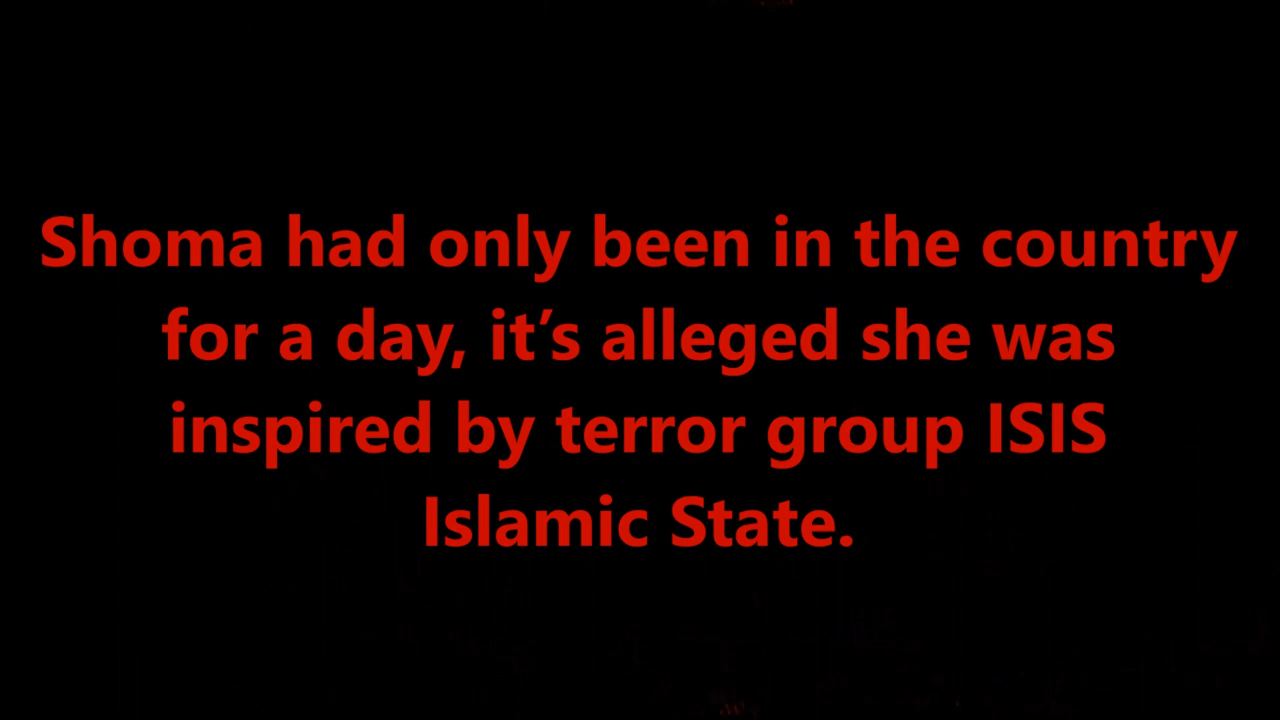 Shoma had only been in the country
for a day, it’s alleged she was
inspired by terror group ISIS
Islamic State.